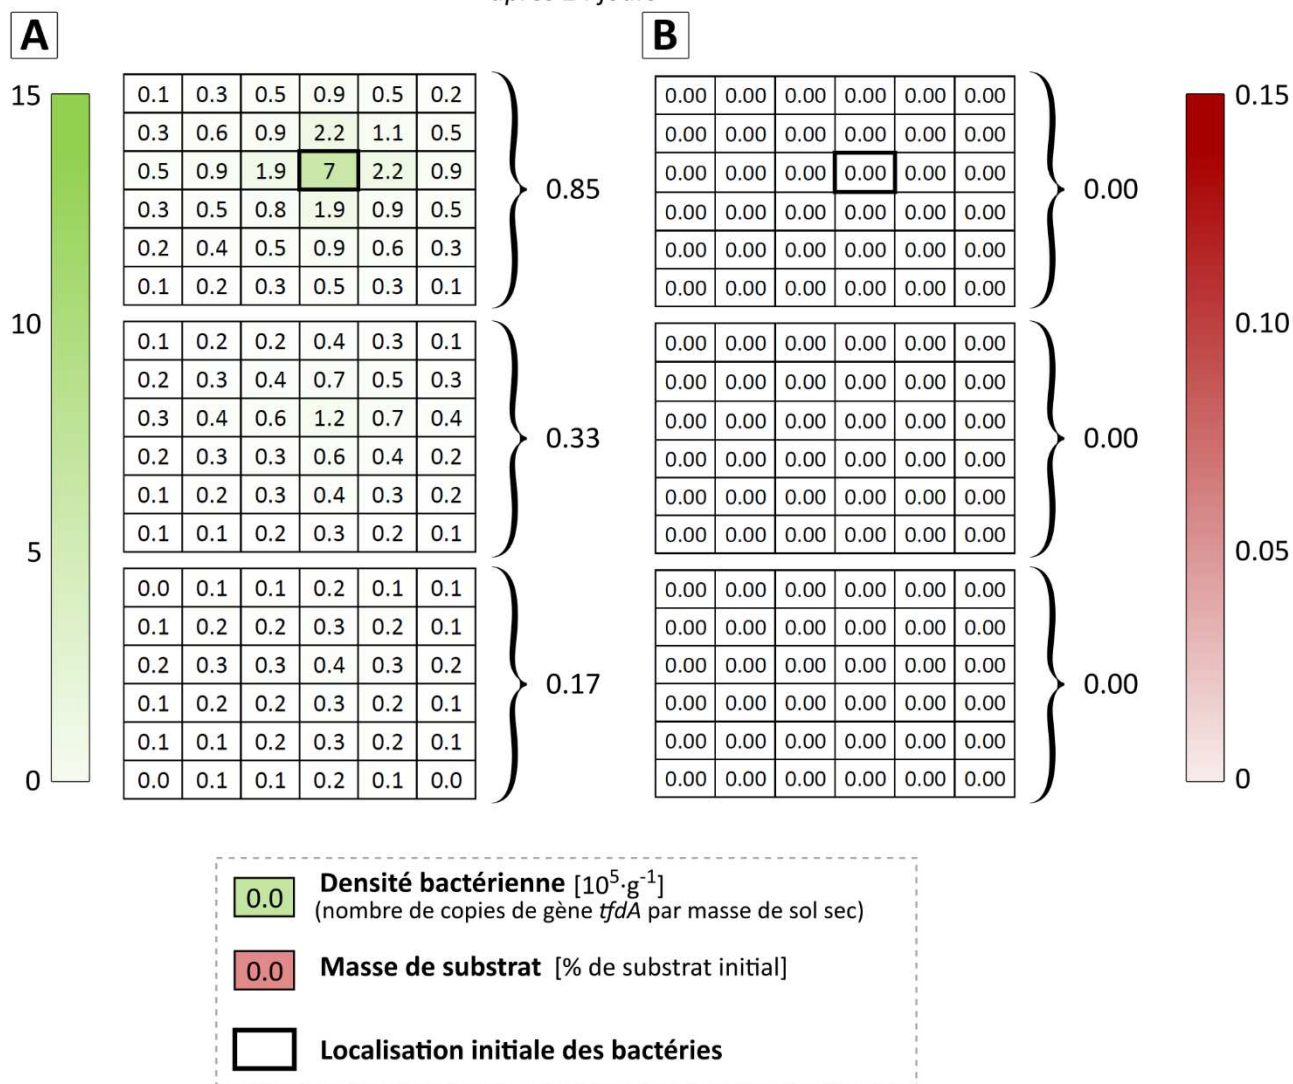 A
B
15
10
5
0
0.1 0.3 0.5 0.9 0.5 0.2
0.3 0.6 0.9 2.2 1.1 0.5
0.5 0.9 1.9 7 2.2 0.9
0.3 0.5 0.8 1.9 0.9 0.5
0.2 0.4 0.5 0.9 0.6 0.3
0.1 0.2 0.3 0.5 0.3 0.1
0.85
0.1 0.2 0.2 0.4 0.3 0.1
0.2 0.3 0.4 0.7 0.5 0.3
0.3 0.4 0.6 1.2 0.7 0.4
0.2 0.3 0.3 0.6 0.4 0.2
0.1 0.2 0.3 0.4 0.3 0.2
0.1 0.1 0.2 0.3 0.2 0.1
0.33
0.0 0.1 0.1 0.2 0.1 0.1
0.1 0.2 0.2 0.3 0.2 0.1
0.2 0.3 0.3 0.4 0.3 0.2
0.1 0.2 0.2 0.3 0.2 0.1
0.1 0.1 0.2 0.3 0.2 0.1
0.0 0.1 0.1 0.2 0.1 0.0
0.17
0.00 0.00 0.00 0.00 0.00 0.00
0.00 0.00 0.00 0.00 0.00 0.00
0.00 0.00 0.00 0.00 0.00 0.00
0.00 0.00 0.00 0.00 0.00 0.00
0.00 0.00 0.00 0.00 0.00 0.00
0.00 0.00 0.00 0.00 0.00 0.00
0.00
0.00 0.00 0.00 0.00 0.00 0.00
0.00 0.00 0.00 0.00 0.00 0.00
0.00 0.00 0.00 0.00 0.00 0.00
0.00 0.00 0.00 0.00 0.00 0.00
0.00 0.00 0.00 0.00 0.00 0.00
0.00 0.00 0.00 0.00 0.00 0.00
0.00
0.00 0.00 0.00 0.00 0.00 0.00
0.00 0.00 0.00 0.00 0.00 0.00
0.00 0.00 0.00 0.00 0.00 0.00
0.00 0.00 0.00 0.00 0.00 0.00
0.00 0.00 0.00 0.00 0.00 0.00
0.00 0.00 0.00 0.00 0.00 0.00
0.00
0.15
0.10
0.05
0
0.0 Densité bactérienne [10⁵·g⁻¹]
(nombre de copies de gène tfdA par masse de sol sec)
0.0 Masse de substrat [% de substrat initial]
Localisation initiale des bactéries